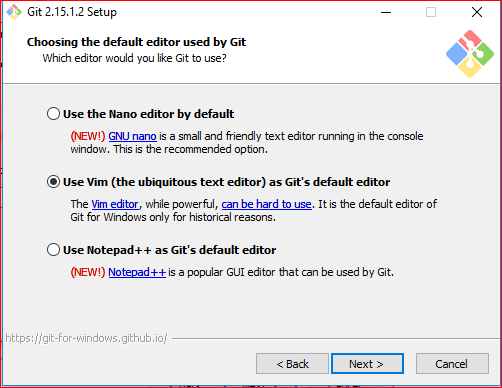 Git 2.15.1.2 Setup
Choosing the default editor used by Git
Which editor would you like Git to use?
Use the Nano editor by default
(NEW!) GNU nano is a small and friendly text editor running in the console
window. This is the recommended option.
Use Vim (the ubiquitous text editor) as Git's default editor
The Vim editor, while powerful, can be hard to use. It is the default editor of
Git for Windows only for historical reasons.
Use Notepad++ as Git's default editor
(NEW!) Notepad++ is a popular GUI editor that can be used by Git.
https://git-for-windows.github.io/
< Back
Next >
Cancel